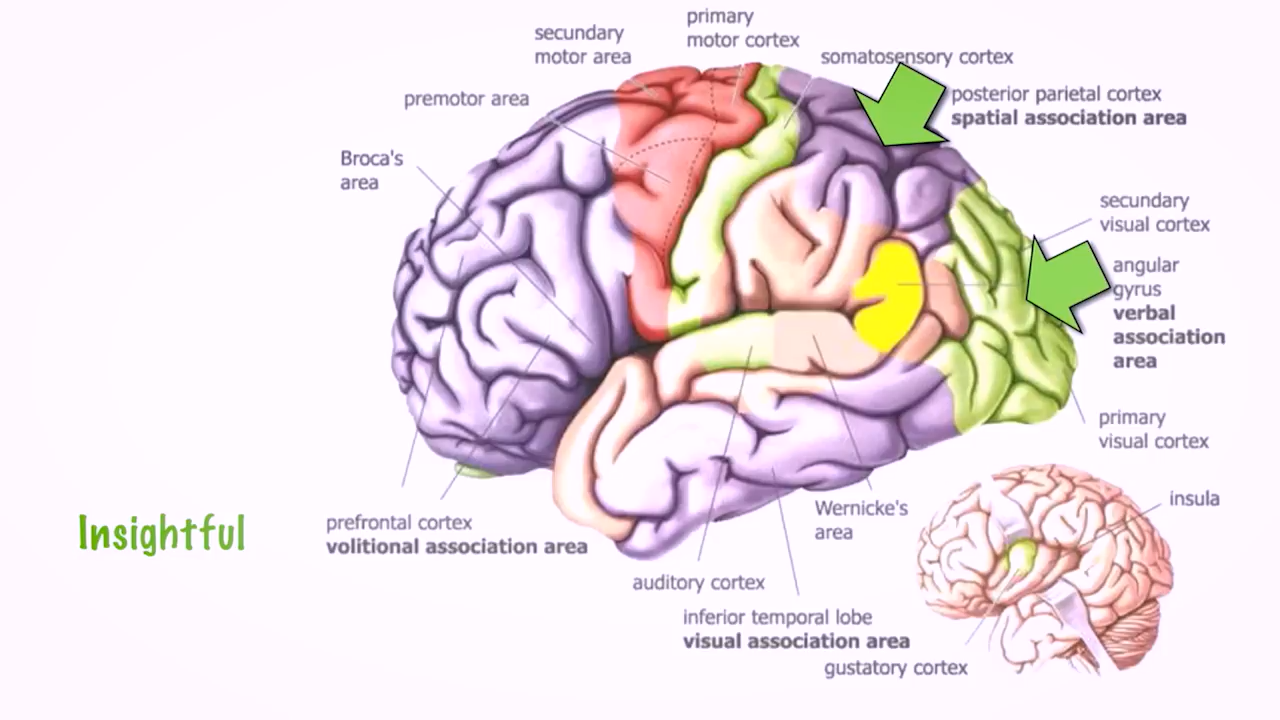 secundary
motor area
primary
motor cortex
somatosensory cortex
premotor area
posterior parietal cortex
spatial association area
Broca's
area
secundary
visual cortex
angular
gyrus
verbal
association
area
primary
visual cortex
insula
Wernicke's
area
Insightful
prefrontal cortex
volitional association area
auditory cortex
inferior temporal lobe
visual association area
gustatory cortex